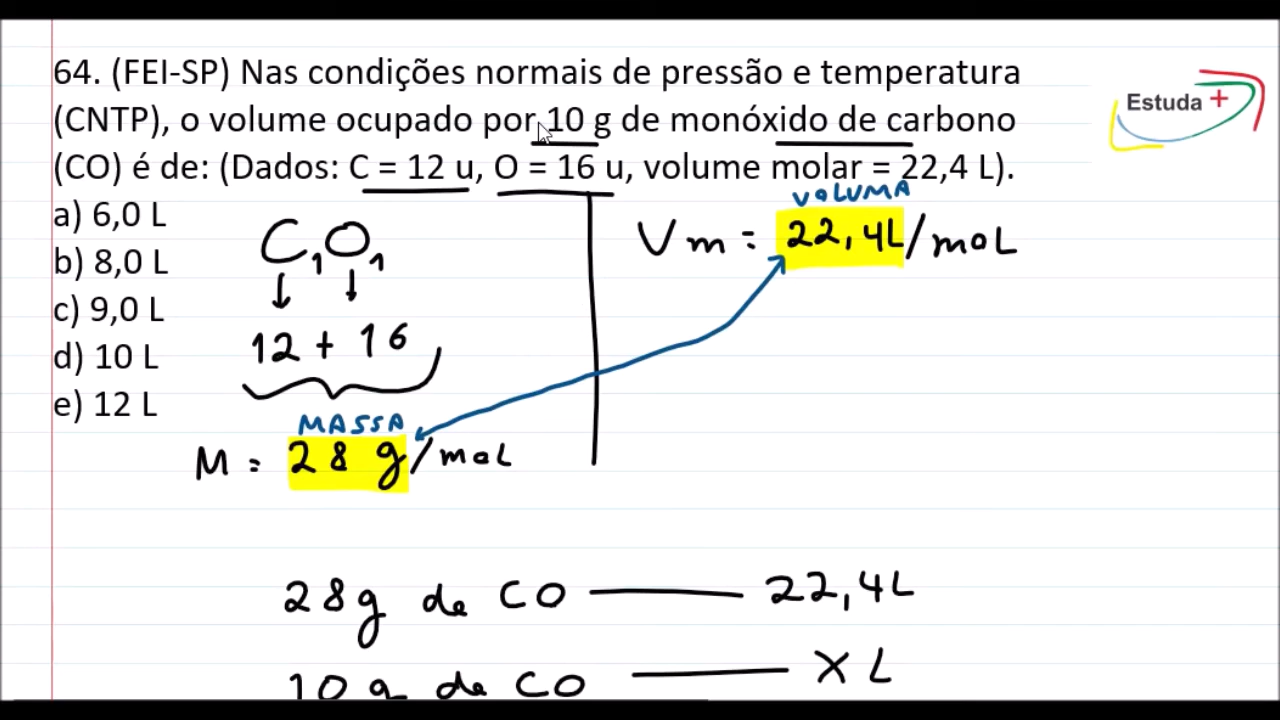 64. (FEI-SP) Nas condições normais de pressão e temperatura
(CNTP), o volume ocupado por 10 g de monóxido de carbono
(CO) é de: (Dados: C = 12 u, O = 16 u, volume molar = 22,4 L).
a) 6,0 L
b) 8,0 L
c) 9,0 L
d) 10 L
e) 12 L
Estuda +
C₁O₁
12 + 16
MASSA
M = 28 g/mol
VOLUMA
Vm = 22,4L/moL
28g de CO — 22,4L
10 g de CO — X L